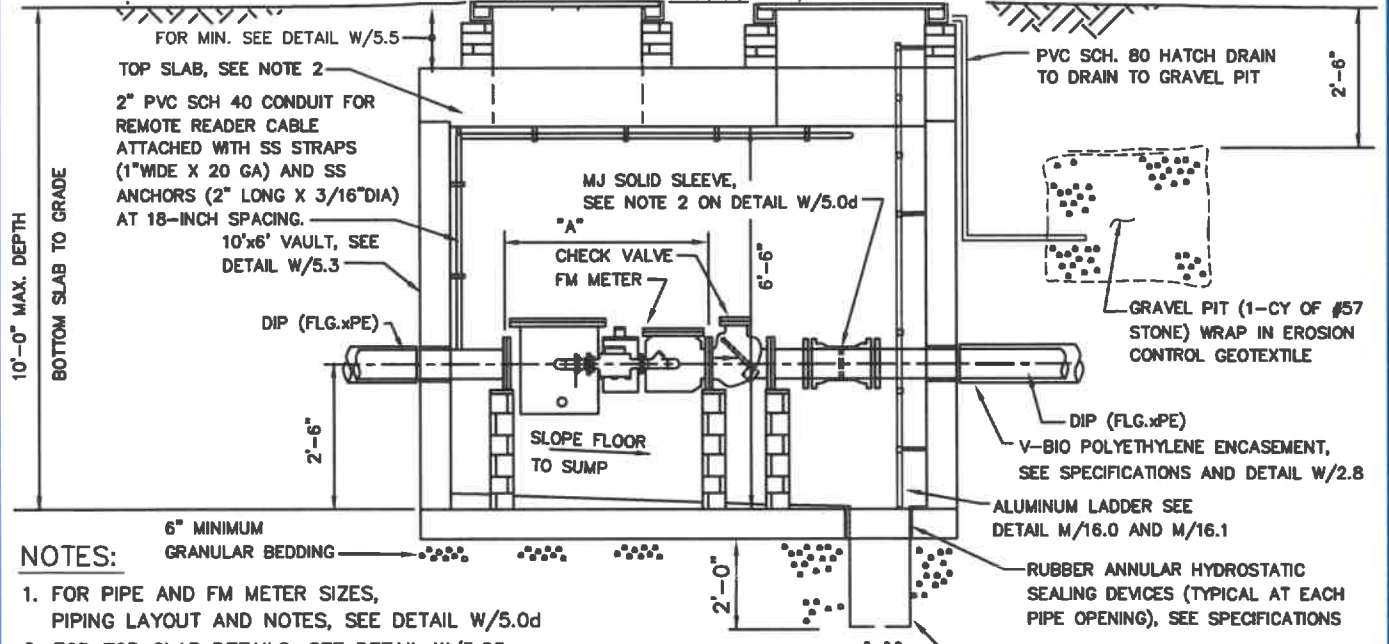 FOR MIN. SEE DETAIL W/5.5
TOP SLAB, SEE NOTE 2
2" PVC SCH 40 CONDUIT FOR
REMOTE READER CABLE
ATTACHED WITH SS STRAPS
(1"WIDE X 20 GA) AND SS
ANCHORS (2" LONG X 3/16"DIA)
AT 18-INCH SPACING.
10'x6' VAULT, SEE
DETAIL W/5.3
DIP (FLG.xPE)
10'-0" MAX. DEPTH
BOTTOM SLAB TO GRADE
2'-6"
6" MINIMUM
GRANULAR BEDDING
MJ SOLID SLEEVE,
SEE NOTE 2 ON DETAIL W/5.0d
"A"
CHECK VALVE
FM METER
6'-6"
SLOPE FLOOR
TO SUMP
2'-0"
PVC SCH. 80 HATCH DRAIN
TO DRAIN TO GRAVEL PIT
2'-6"
GRAVEL PIT (1-CY OF #57
STONE) WRAP IN EROSION
CONTROL GEOTEXTILE
DIP (FLG.xPE)
V-BIO POLYETHYLENE ENCASEMENT,
SEE SPECIFICATIONS AND DETAIL W/2.8
ALUMINUM LADDER SEE
DETAIL M/16.0 AND M/16.1
RUBBER ANNULAR HYDROSTATIC
SEALING DEVICES (TYPICAL AT EACH
PIPE OPENING), SEE SPECIFICATIONS
NOTES:
1. FOR PIPE AND FM METER SIZES,
PIPING LAYOUT AND NOTES, SEE DETAIL W/5.0d